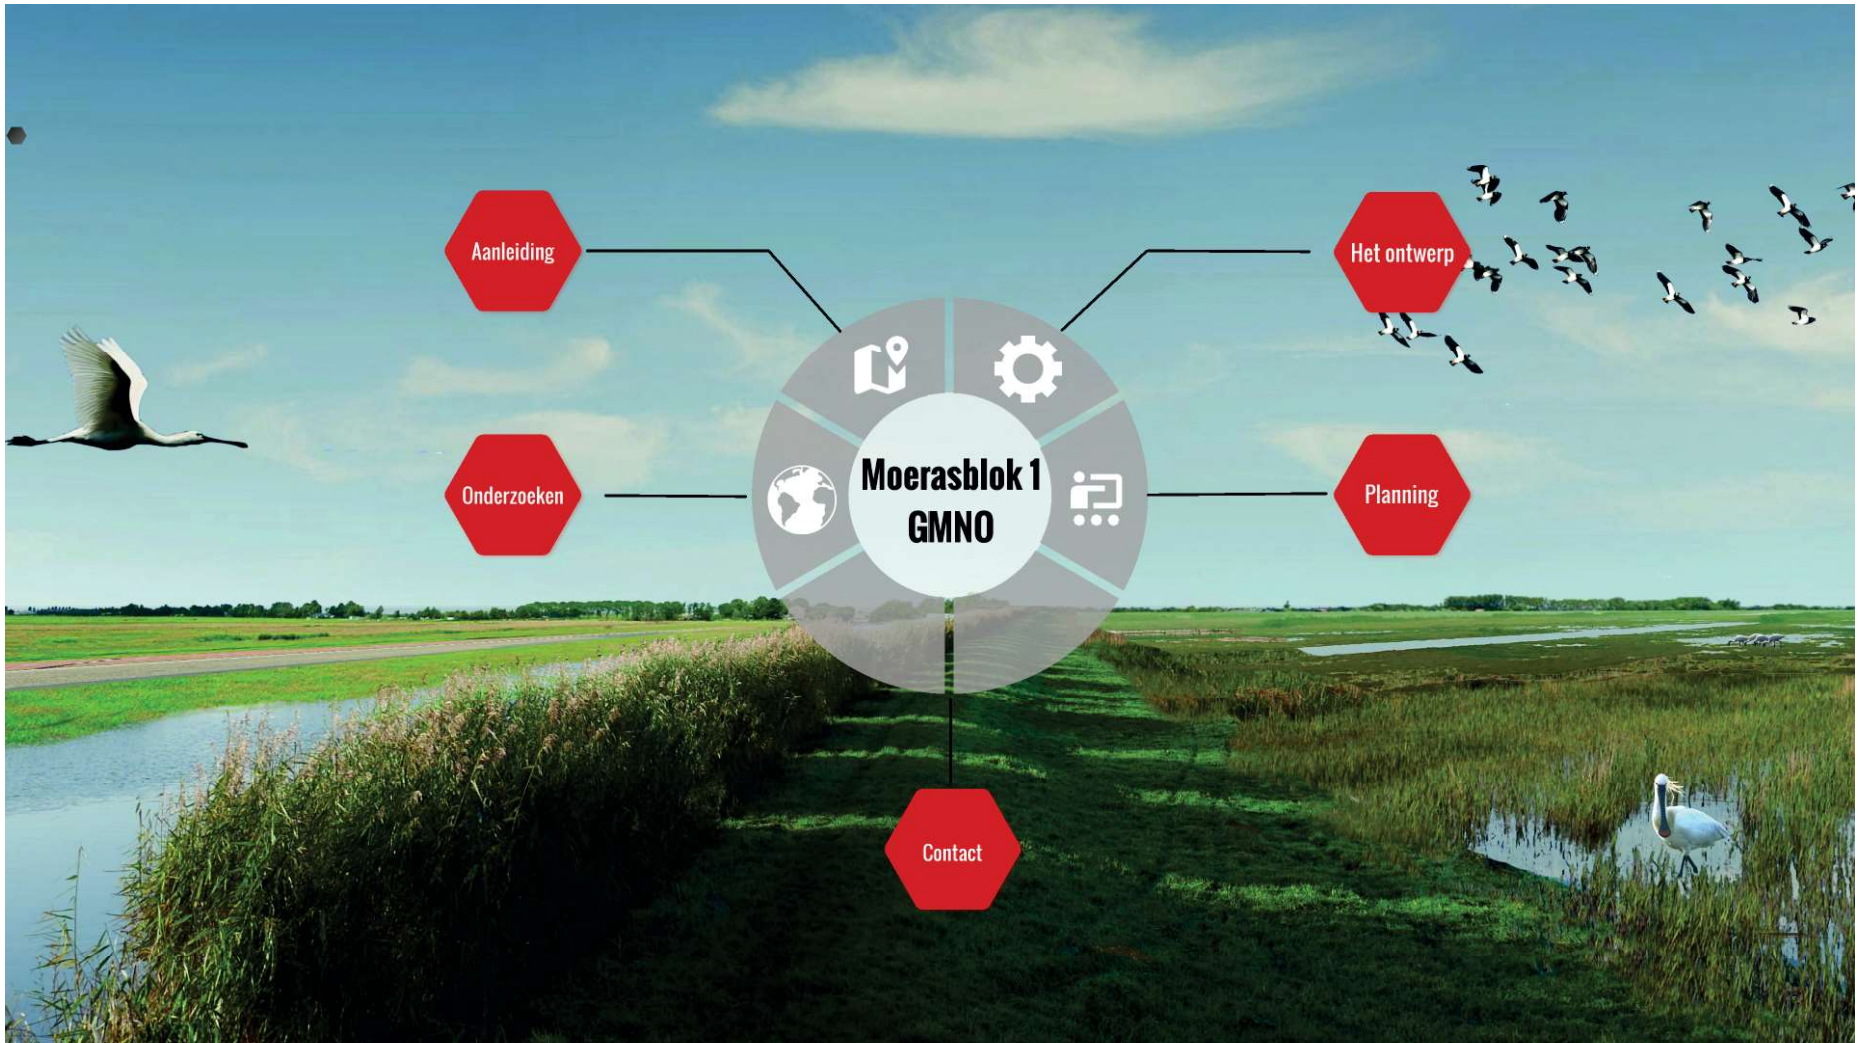 Aanleiding
Het ontwerp
Moerasblok 1
GMNO
Onderzoeken
Planning
Contact